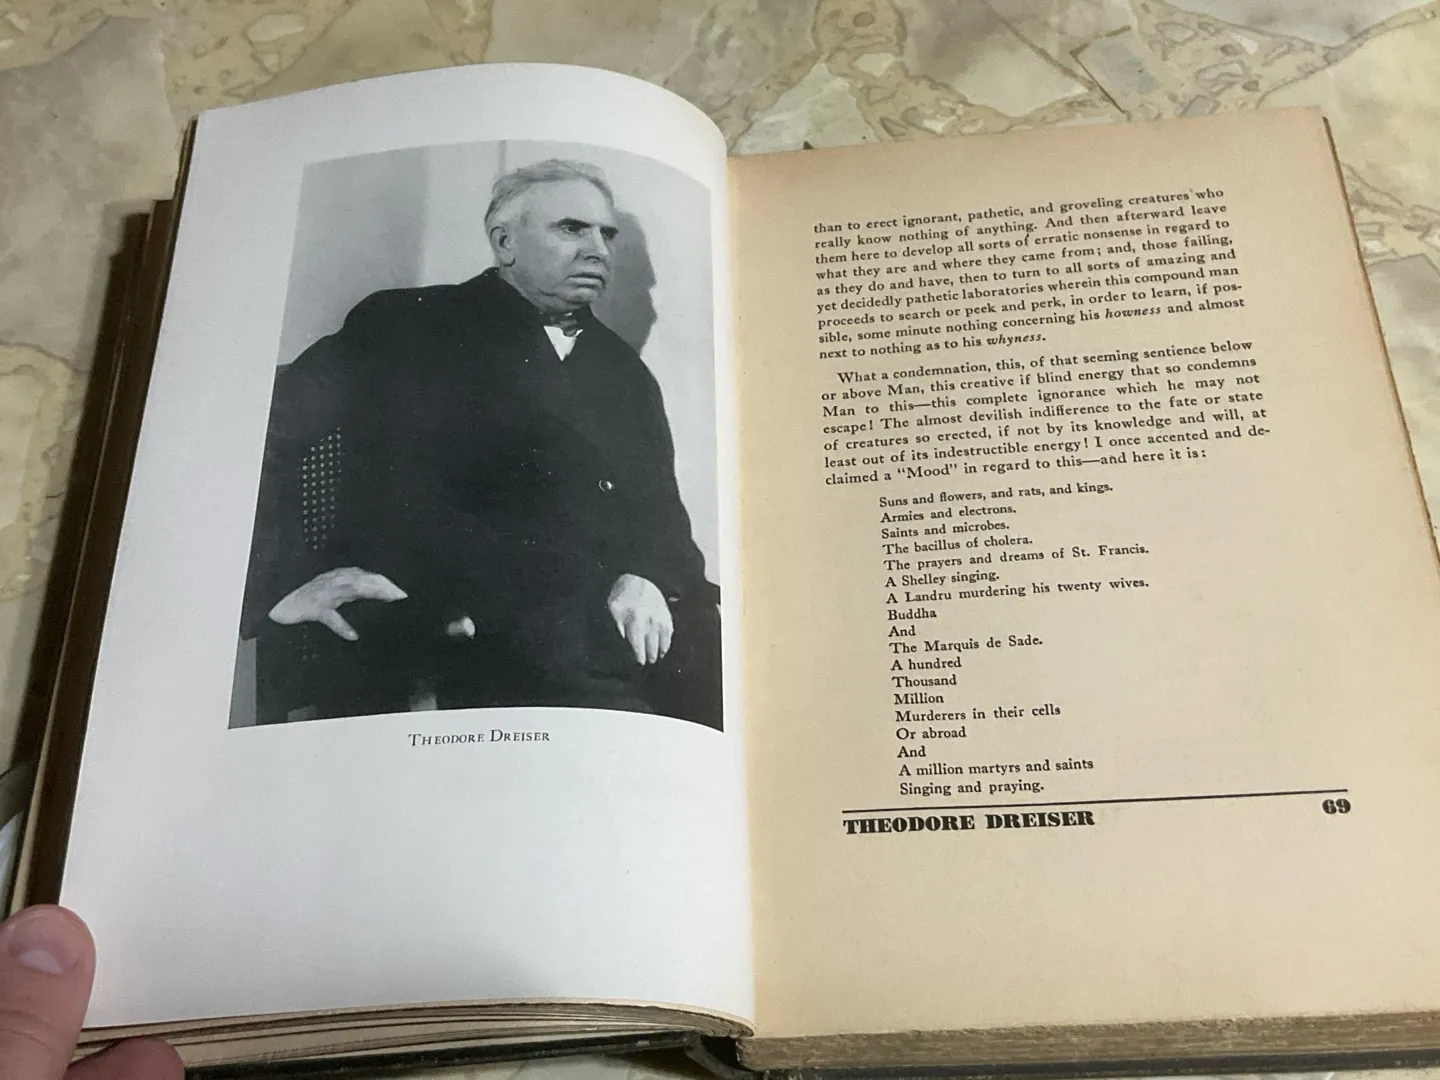 THEODORE DREISER
than to erect ignorant, pathetic, and groveling creatures who
really know nothing of anything. And then afterward leave
them here to develop all sorts of erratic nonsense in regard to
what they are and where they came from; and, those failing,
as they do and have, then to turn to all sorts of amazing and
yet decidedly pathetic laboratories wherein this compound man
proceeds to search or peek and perk, in order to learn, if pos-
sible, some minute nothing concerning his howness and almost
next to nothing as to his whyness.
What a condemnation, this, of that seeming sentience below
or above Man, this creative if blind energy that so condemns
Man to this—this complete ignorance which he may not
escape! The almost devilish indifference to the fate or state
of creatures so erected, if not by its knowledge and will, at
least out of its indestructible energy! I once accented and de-
claimed a "Mood" in regard to this—and here it is:
Suns and flowers, and rats, and kings.
Armies and electrons.
Saints and microbes.
The bacillus of cholera.
The prayers and dreams of St. Francis.
A Shelley singing.
A Landru murdering his twenty wives.
Buddha
And
The Marquis de Sade.
A hundred
Thousand
Million
Murderers in their cells
Or abroad
And
A million martyrs and saints
Singing and praying.
THEODORE DREISER 69